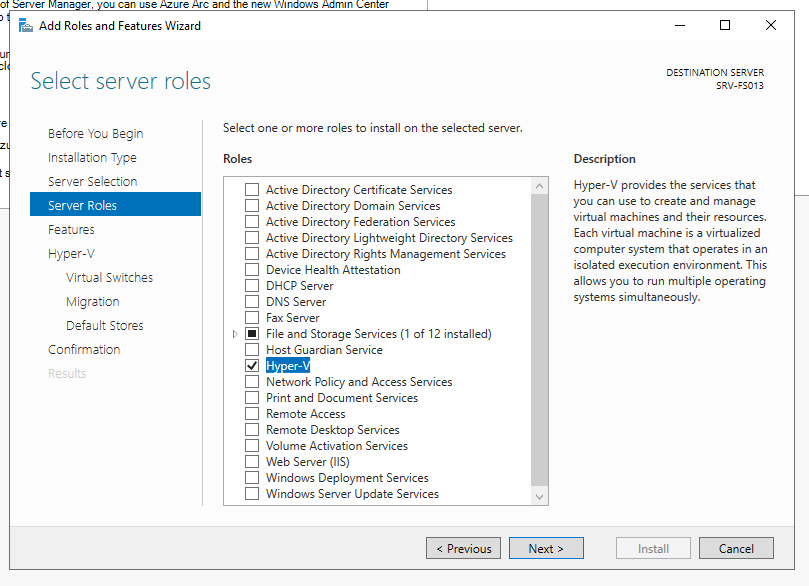 of Server Manager, you can use Azure Arc and the new Windows Admin Center
Add Roles and Features Wizard
Select server roles
DESTINATION SERVER
SRV-FS013
Before You Begin
Installation Type
Server Selection
Server Roles
Features
Hyper-V
Virtual Switches
Migration
Default Stores
Confirmation
Results
Select one or more roles to install on the selected server.
Roles
Active Directory Certificate Services
Active Directory Domain Services
Active Directory Federation Services
Active Directory Lightweight Directory Services
Active Directory Rights Management Services
Device Health Attestation
DHCP Server
DNS Server
Fax Server
File and Storage Services (1 of 12 installed)
Host Guardian Service
Hyper-V
Network Policy and Access Services
Print and Document Services
Remote Access
Remote Desktop Services
Volume Activation Services
Web Server (IIS)
Windows Deployment Services
Windows Server Update Services
Description
Hyper-V provides the services that
you can use to create and manage
virtual machines and their resources.
Each virtual machine is a virtualized
computer system that operates in an
isolated execution environment. This
allows you to run multiple operating
systems simultaneously.
< Previous
Next >
Install
Cancel